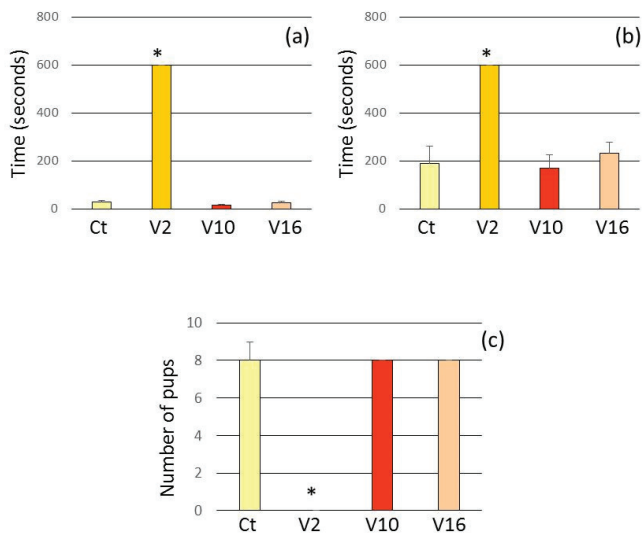 (a)
Time (seconds)
800
600
400
200
0
*
Ct V2 V10 V16
(b)
Time (seconds)
800
600
400
200
0
*
Ct V2 V10 V16
(c)
Number of pups
10
8
6
4
2
0
*
Ct V2 V10 V16